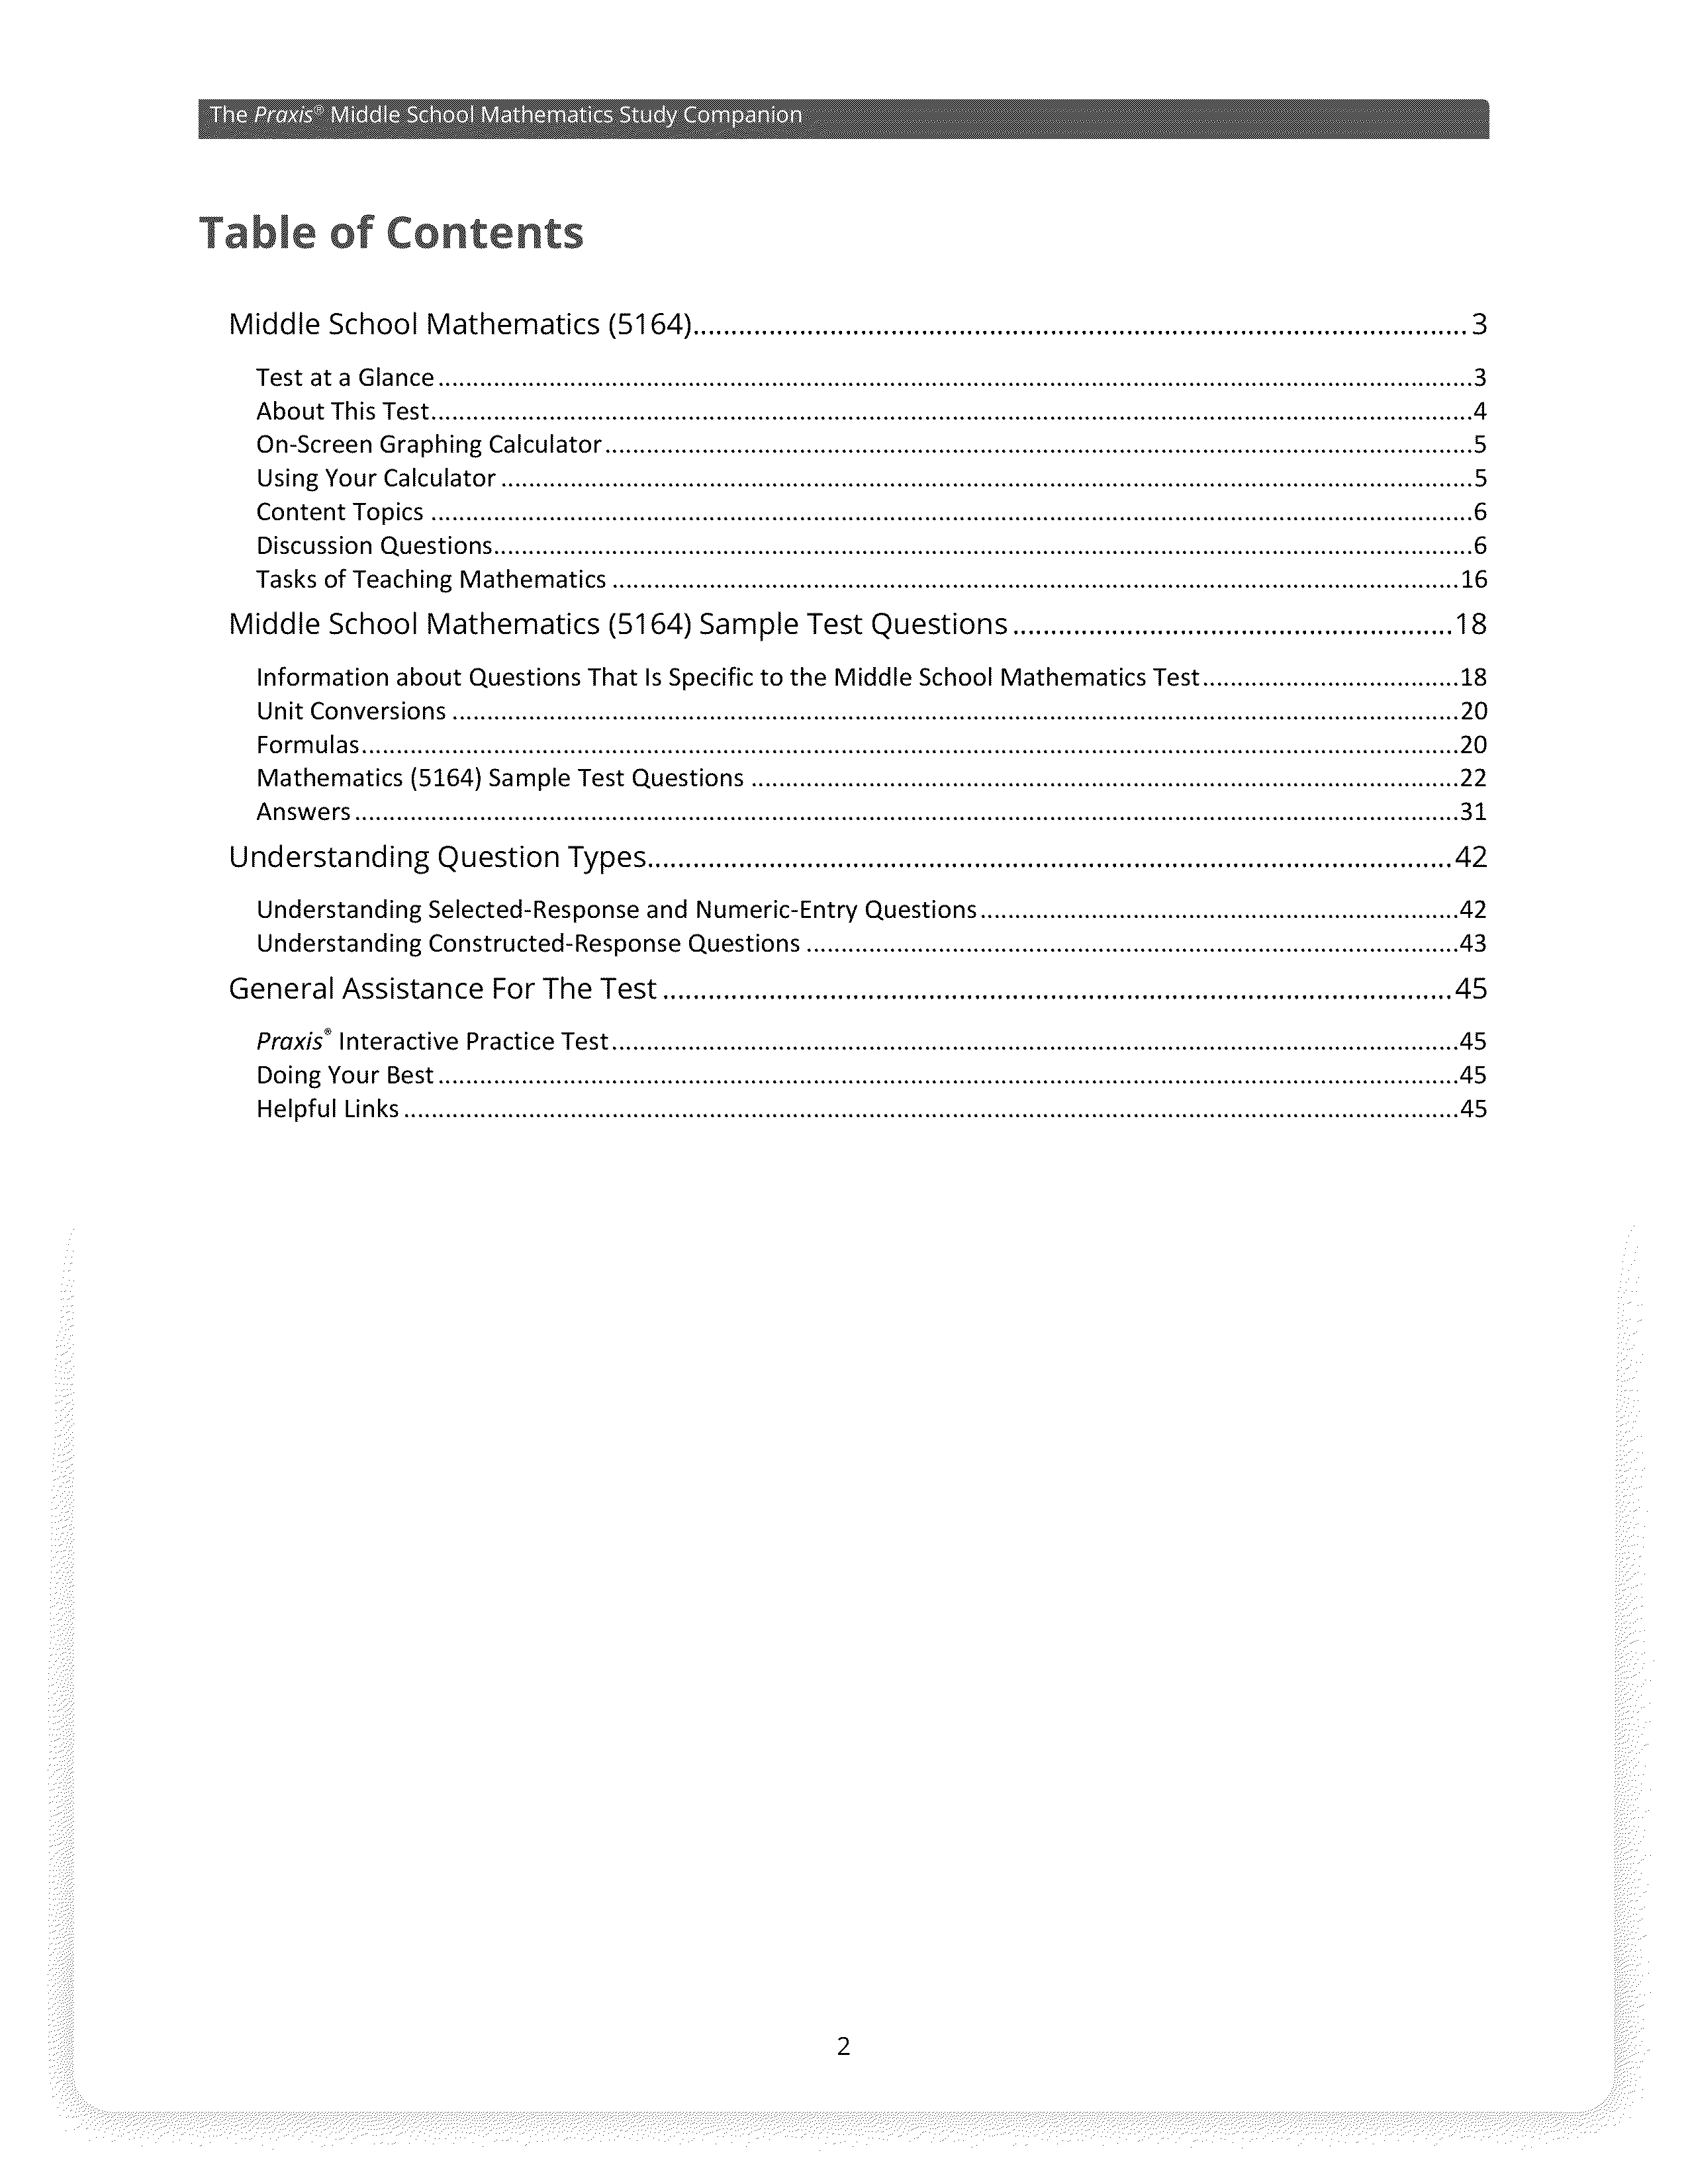 The Praxis® Middle School Mathematics Study Companion
Table of Contents
Middle School Mathematics (5164)........................................3
Test at a Glance........................................3
About This Test........................................4
On-Screen Graphing Calculator........................................5
Using Your Calculator........................................5
Content Topics........................................6
Discussion Questions........................................6
Tasks of Teaching Mathematics........................................16
Middle School Mathematics (5164) Sample Test Questions........................................18
Information about Questions That Is Specific to the Middle School Mathematics Test........................................18
Unit Conversions........................................20
Formulas........................................20
Mathematics (5164) Sample Test Questions........................................22
Answers........................................31
Understanding Question Types........................................42
Understanding Selected-Response and Numeric-Entry Questions........................................42
Understanding Constructed-Response Questions........................................43
General Assistance For The Test........................................45
Praxis® Interactive Practice Test........................................45
Doing Your Best........................................45
Helpful Links........................................45
2